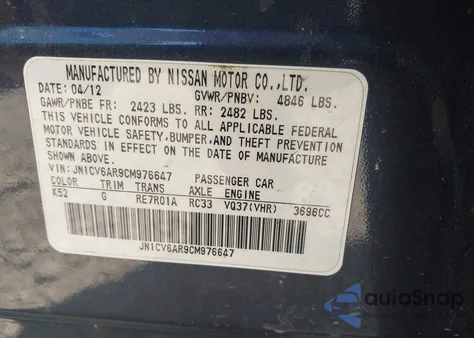 MANUFACTURED BY NISSAN MOTOR CO.,LTD.
DATE: 04/12 GVWR/PNBV: 4846 LBS.
GAWR/PNBE FR: 2423 LBS. RR: 2482 LBS.
THIS VEHICLE CONFORMS TO ALL APPLICABLE FEDERAL
MOTOR VEHICLE SAFETY,BUMPER,AND THEFT PREVENTION
STANDARDS IN EFFECT ON THE DATE OF MANUFACTURE
SHOWN ABOVE.
VIN:JN1CV6AR9CM976647 PASSENGER CAR
COLOR TRIM TRANS AXLE ENGINE
K52 G RE7R01A RC33 VQ37(VHR) 3696CC
JN1CV6AR9CM976647
autoSnap